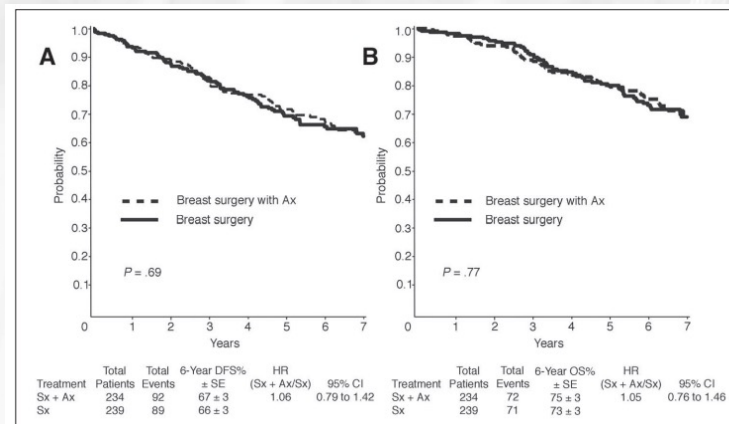 A
1.0
0.9
0.8
0.7
0.6
0.5
0.4
0.3
0.2
0.1
Probability
Breast surgery with Ax
Breast surgery
P = .69
0 1 2 3 4 5 6 7
Years
Total Total 6-Year DFS% HR
Treatment Patients Events ± SE (Sx + Ax/Sx) 95% CI
Sx + Ax 234 92 67 ± 3 1.06 0.79 to 1.42
Sx 239 89 66 ± 3
B
1.0
0.9
0.8
0.7
0.6
0.5
0.4
0.3
0.2
0.1
Probability
Breast surgery with Ax
Breast surgery
P = .77
0 1 2 3 4 5 6 7
Years
Total Total 6-Year OS% HR
Treatment Patients Events ± SE (Sx + Ax/Sx) 95% CI
Sx + Ax 234 72 75 ± 3 1.05 0.76 to 1.46
Sx 239 71 73 ± 3